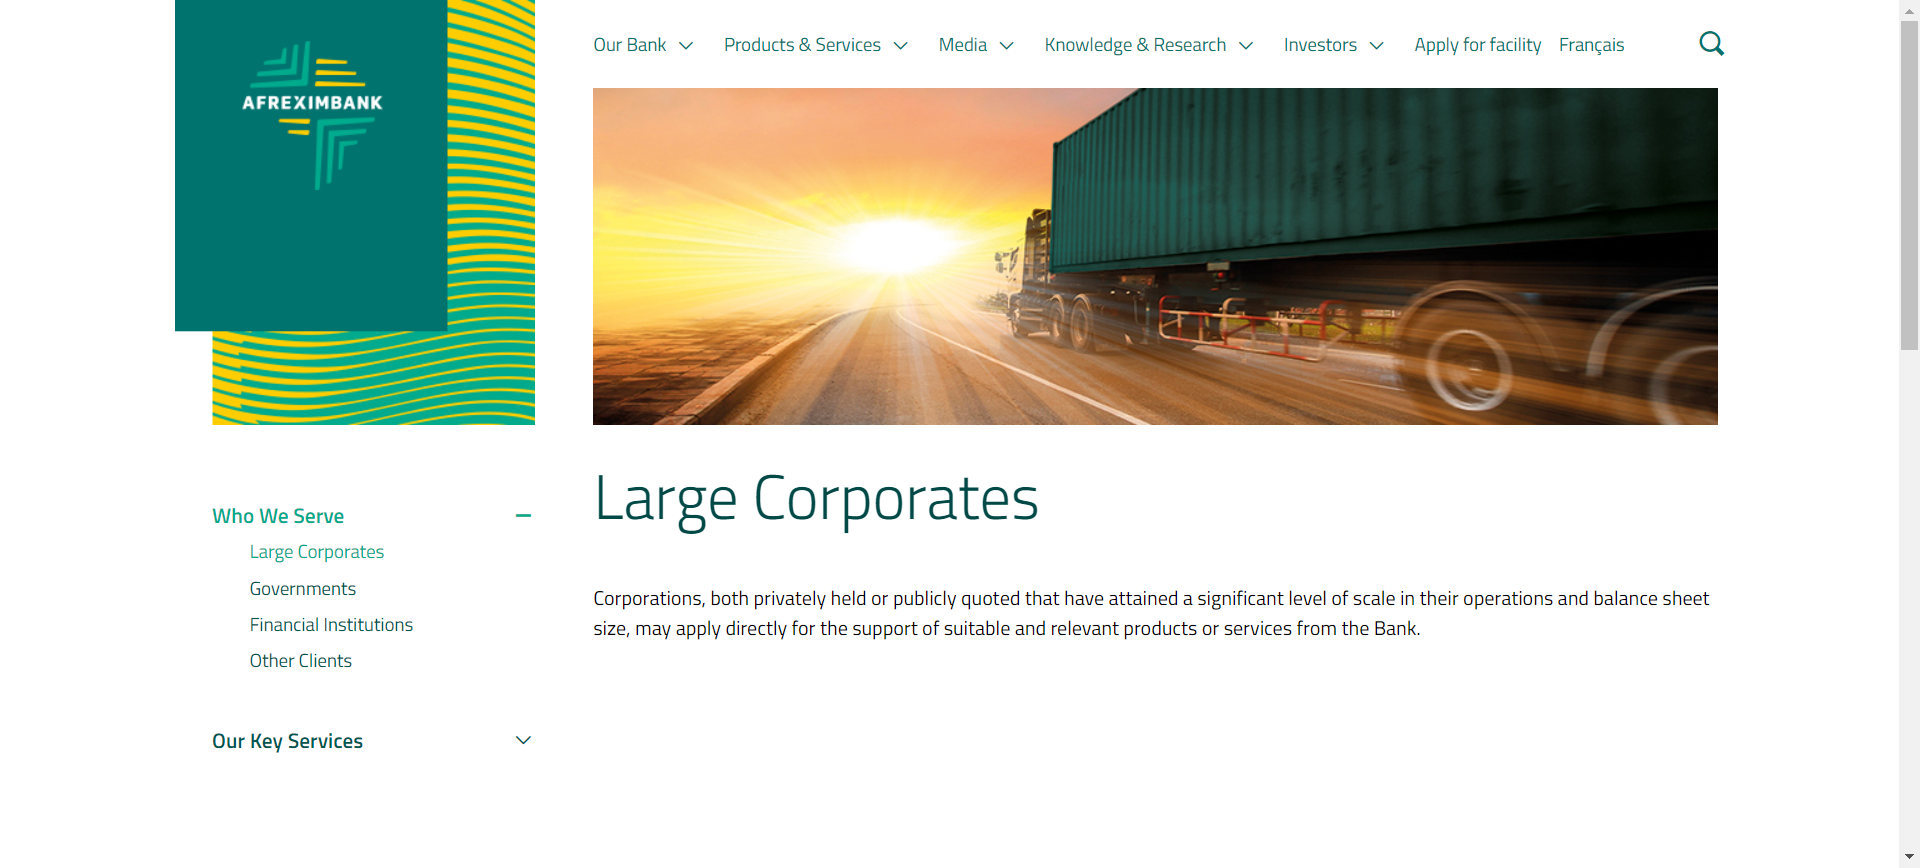 AFREXIMBANK
Our Bank Products & Services Media Knowledge & Research Investors Apply for facility Français
Who We Serve
Large Corporates
Governments
Financial Institutions
Other Clients
Our Key Services
Large Corporates
Corporations, both privately held or publicly quoted that have attained a significant level of scale in their operations and balance sheet
size, may apply directly for the support of suitable and relevant products or services from the Bank.